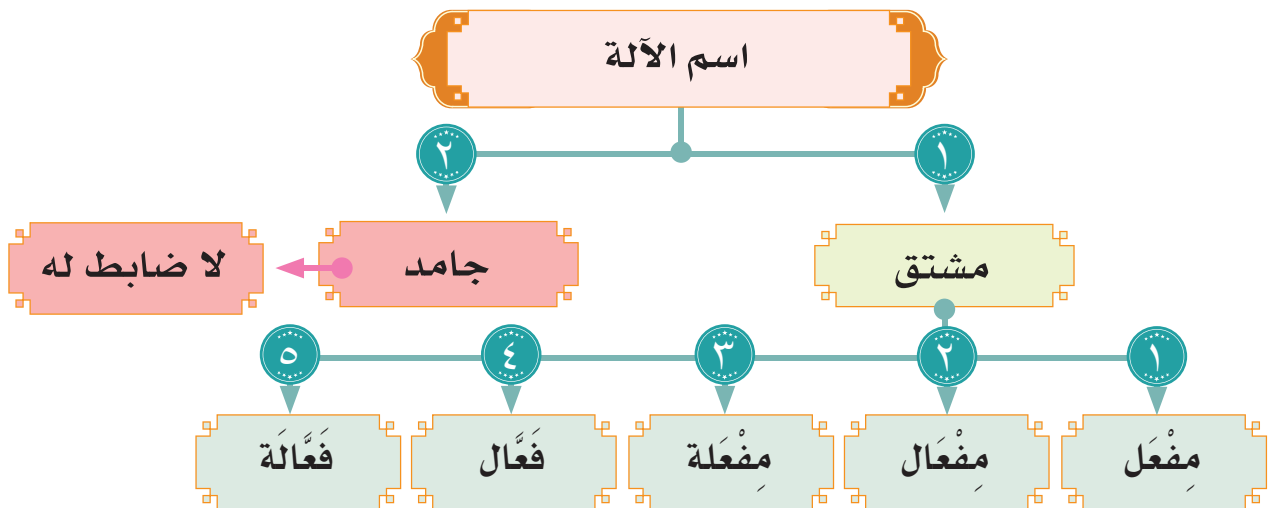 اسم الآلة
١
٢
مشتق
جامد
لا ضابط له
١
٢
٣
٤
٥
مِفْعَل
مِفْعَال
مِفْعَلة
فَعَّال
فَعَّالَة